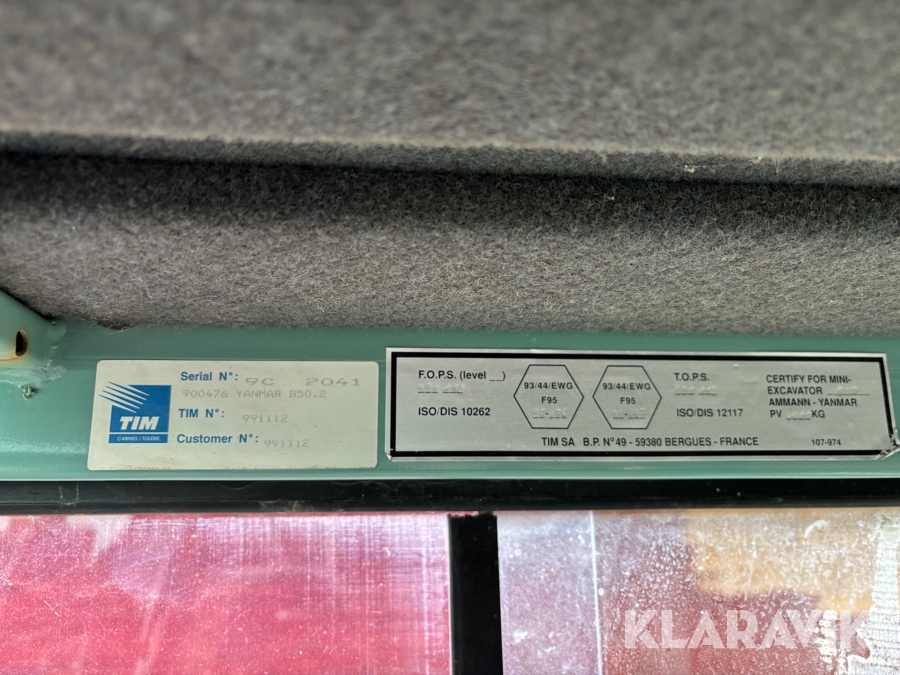 Serial N°: 9C 2041
900476 YANMAR B50.2
TIM N°: 991112
Customer N°: 991112
TIM
CABINES / TOLERIE
F.O.P.S. (level __)
ISO/DIS 10262
93/44/EWG
F95
93/44/EWG
F95
T.O.P.S.
ISO/DIS 12117
CERTIFY FOR MINI-
EXCAVATOR
AMMANN - YANMAR
PV KG
TIM SA B.P. N°49 - 59380 BERGUES - FRANCE
107-974
KLARAVIK